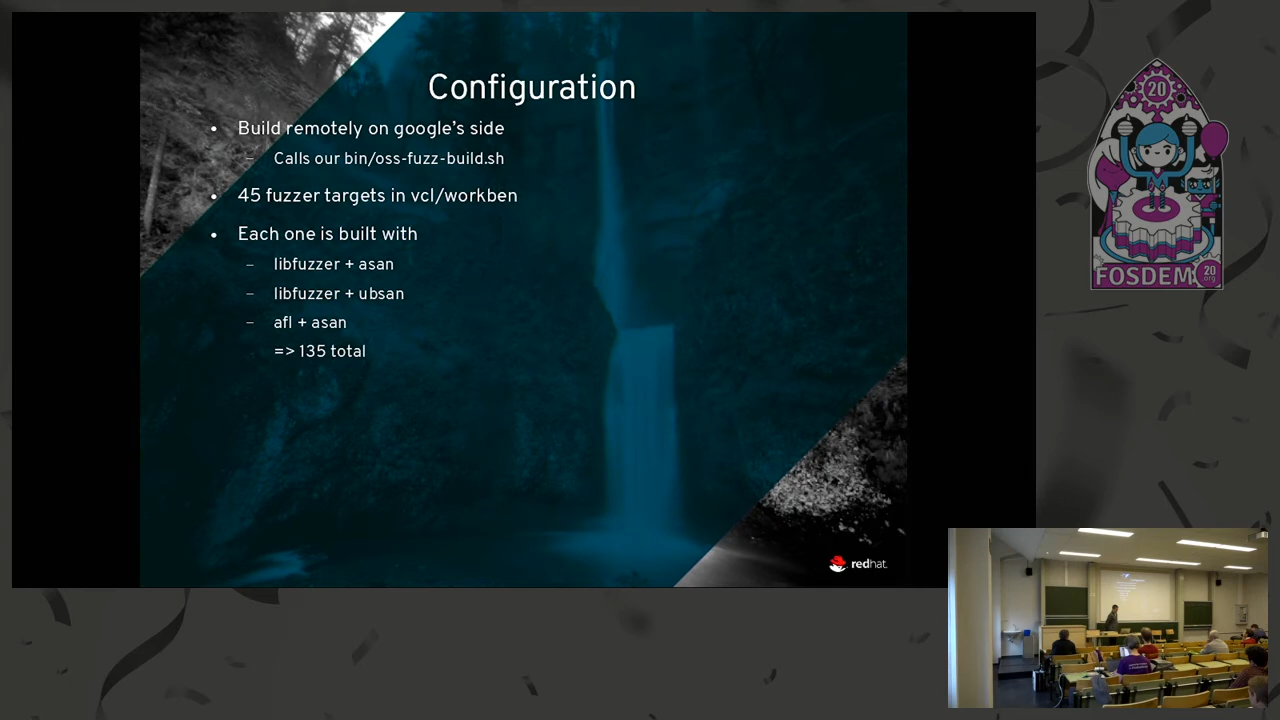 Configuration
• Build remotely on google's side
– Calls our bin/oss-fuzz-build.sh
• 45 fuzzer targets in vcl/workben
• Each one is built with
– libfuzzer + asan
– libfuzzer + ubsan
– afl + asan
=> 135 total
redhat.
20
FOSDEM
20
.org